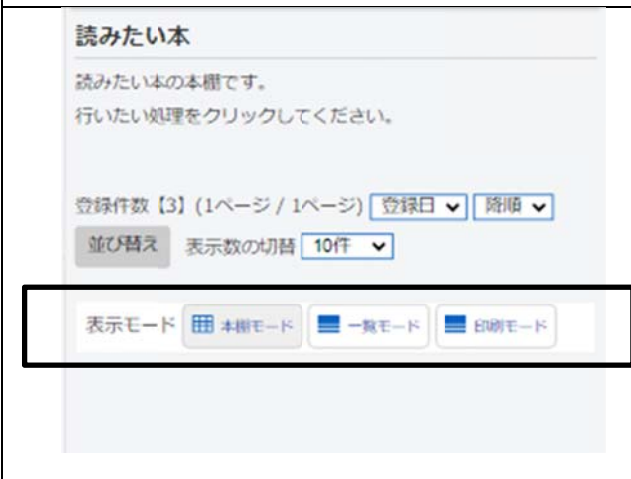 読みたい本
読みたい本の本棚です。
行いたい処理をクリックしてください。
登録件数【3】(1ページ / 1ページ) 登録日 降順
並び替え 表示数の切替 10件
表示モード 本棚モード 一覧モード 印刷モード